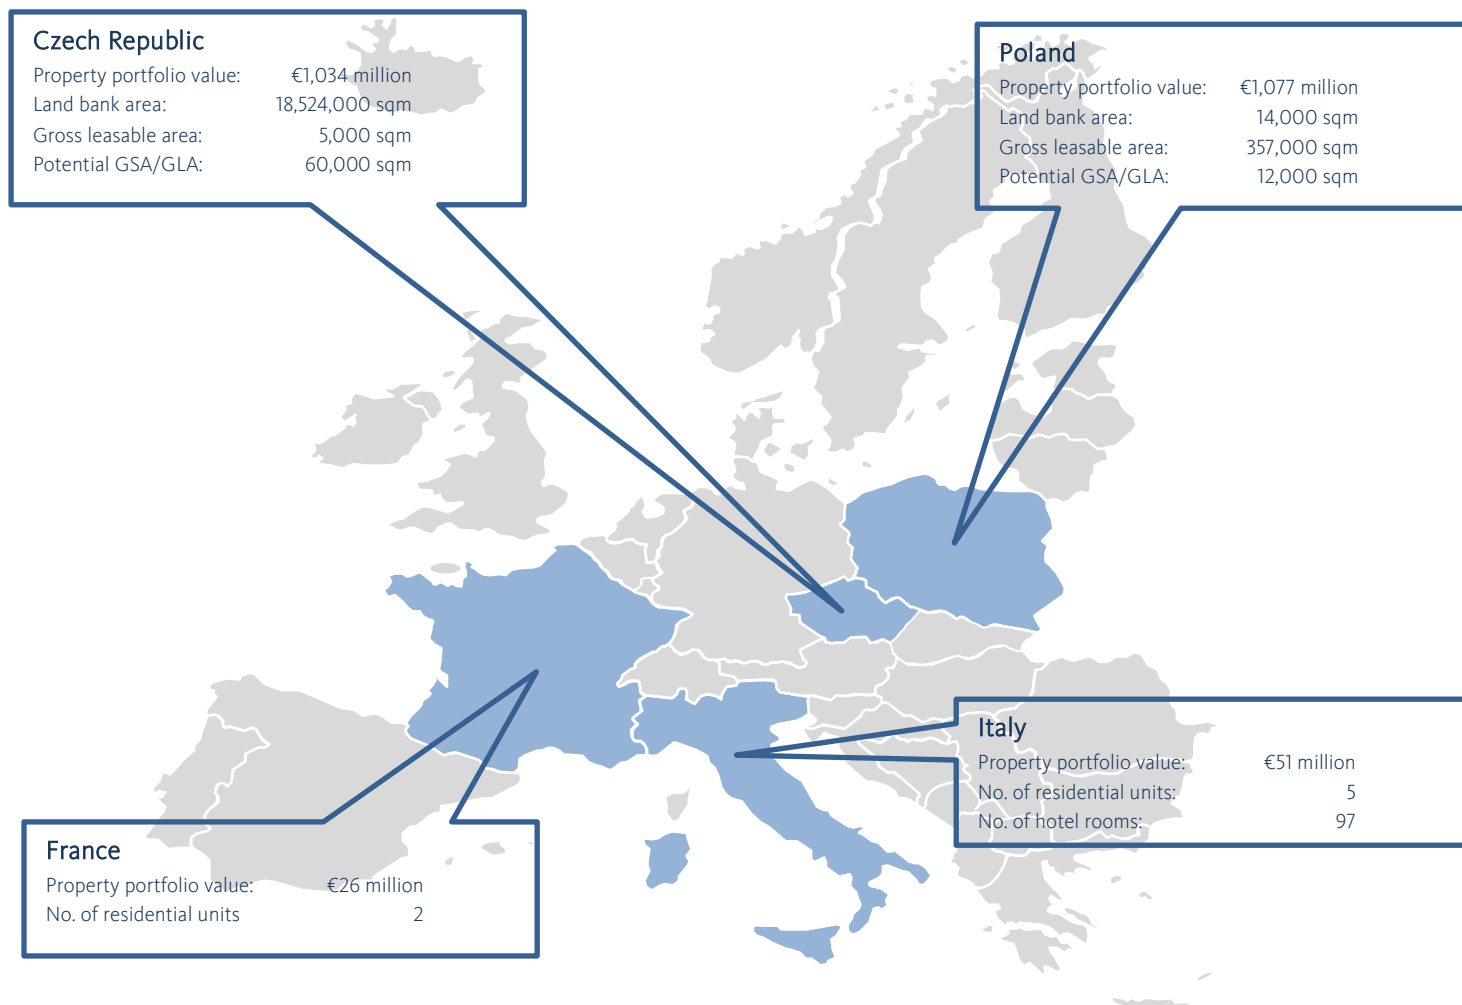 Czech Republic
Property portfolio value: €1,034 million
Land bank area: 18,524,000 sqm
Gross leasable area: 5,000 sqm
Potential GSA/GLA: 60,000 sqm
Poland
Property portfolio value: €1,077 million
Land bank area: 14,000 sqm
Gross leasable area: 357,000 sqm
Potential GSA/GLA: 12,000 sqm
Italy
Property portfolio value: €51 million
No. of residential units: 5
No. of hotel rooms: 97
France
Property portfolio value: €26 million
No. of residential units 2